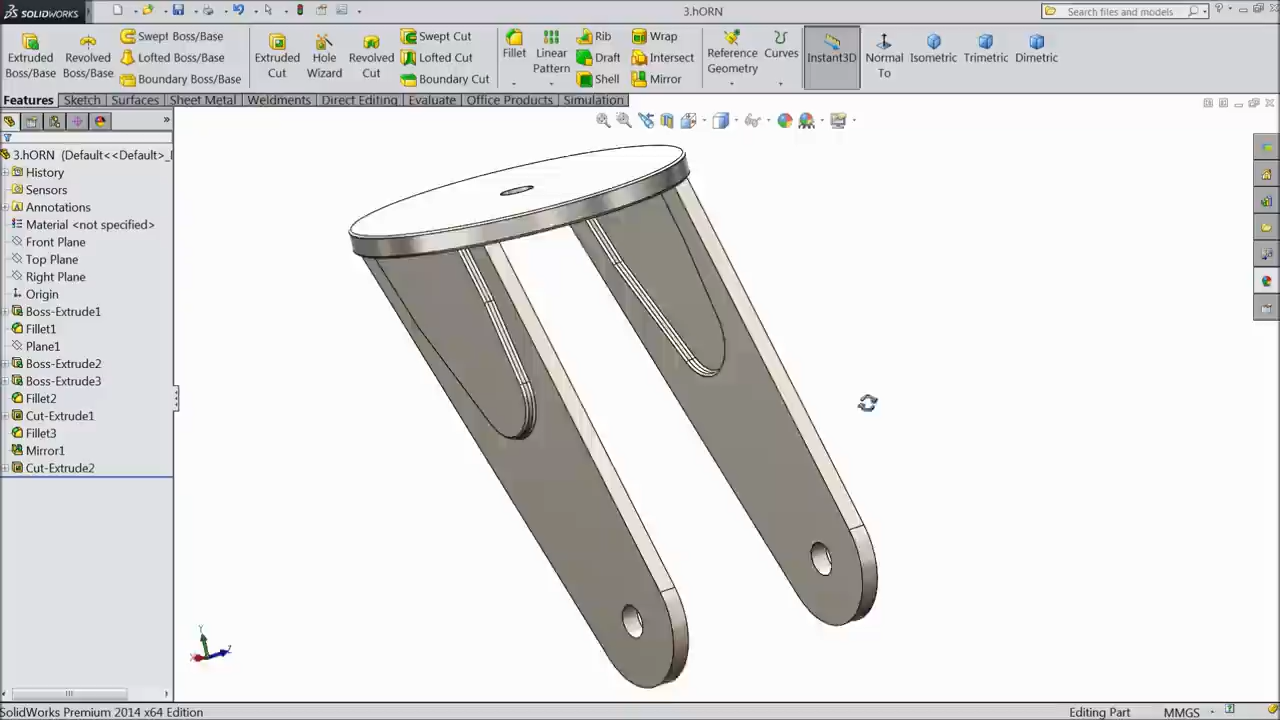 SOLIDWORKS
3.hORN
Search files and models
Extruded Boss/Base
Revolved Boss/Base
Swept Boss/Base
Lofted Boss/Base
Boundary Boss/Base
Extruded Cut
Hole Wizard
Revolved Cut
Swept Cut
Lofted Cut
Boundary Cut
Fillet
Linear Pattern
Rib
Draft
Shell
Wrap
Intersect
Mirror
Reference Geometry
Curves
Instant3D
Normal To
Isometric
Trimetric
Dimetric
Features
Sketch
Surfaces
Sheet Metal
Weldments
Direct Editing
Evaluate
Office Products
Simulation
3.hORN (Default<<Default>_
History
Sensors
Annotations
Material <not specified>
Front Plane
Top Plane
Right Plane
Origin
Boss-Extrude1
Fillet1
Plane1
Boss-Extrude2
Boss-Extrude3
Fillet2
Cut-Extrude1
Fillet3
Mirror1
Cut-Extrude2
Y
X
Z
SolidWorks Premium 2014 x64 Edition
Editing Part
MMGS